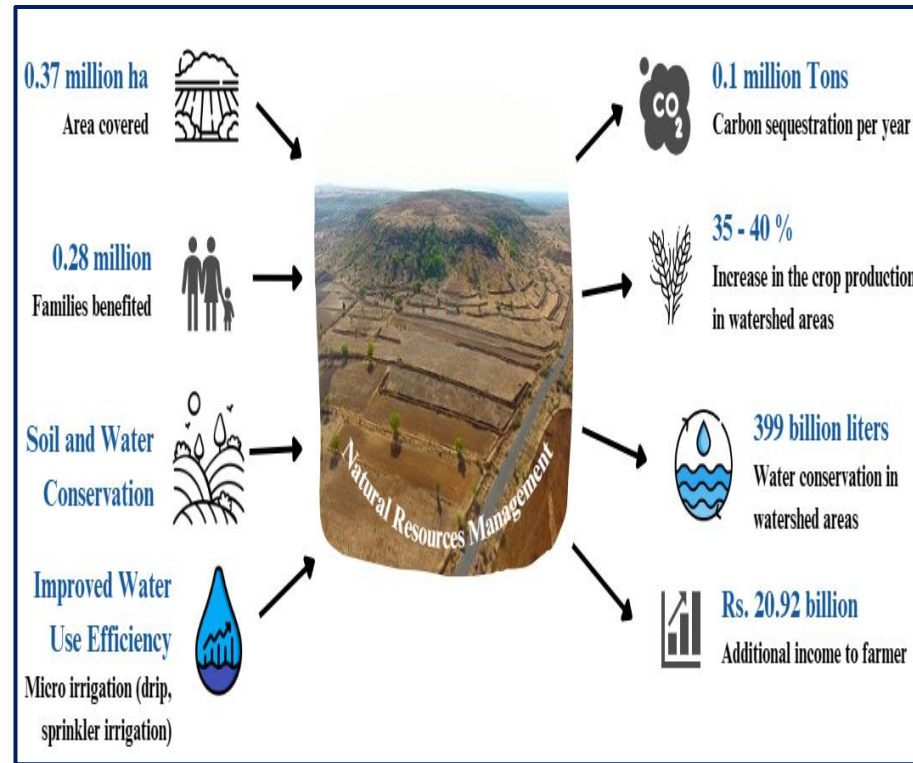 0.37 million ha
Area covered
0.28 million
Families benefited
Soil and Water
Conservation
Improved Water
Use Efficiency
Micro irrigation (drip,
sprinkler irrigation)
Natural Resources Management
CO2
0.1 million Tons
Carbon sequestration per year
35 - 40 %
Increase in the crop production
in watershed areas
399 billion liters
Water conservation in
watershed areas
Rs. 20.92 billion
Additional income to farmer